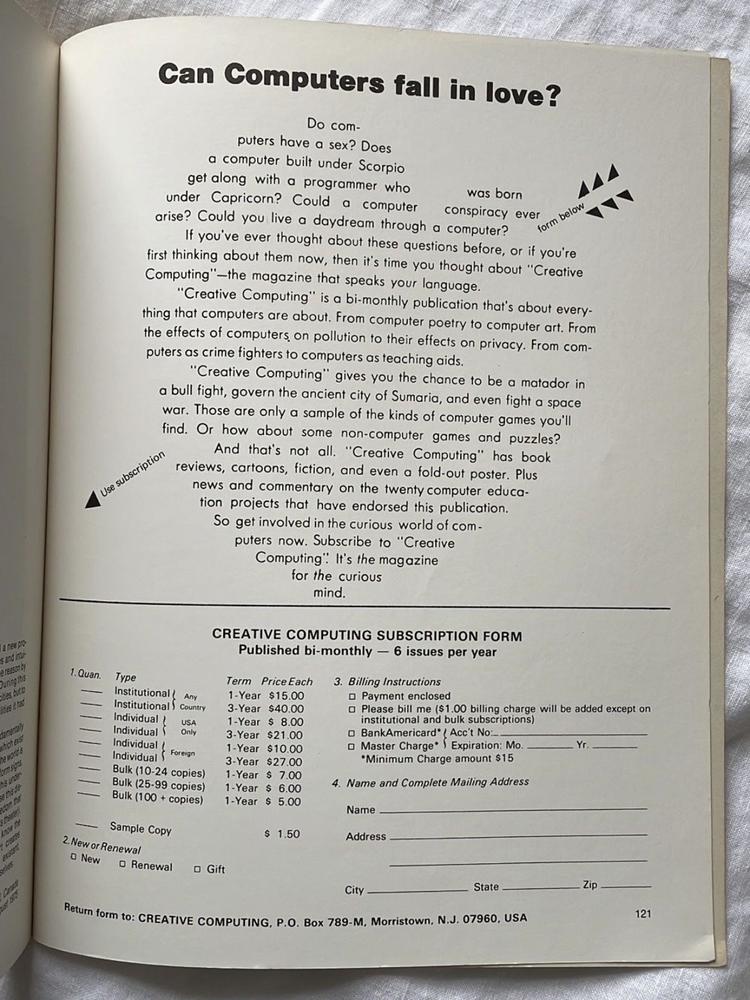 Can Computers fall in love?
Do com-
puters have a sex? Does
a computer built under Scorpio
get along with a programmer who was born
under Capricorn? Could a computer conspiracy ever
arise? Could you live a daydream through a computer?
form below
If you've ever thought about these questions before, or if you're
first thinking about them now, then it's time you thought about "Creative
Computing"—the magazine that speaks your language.
"Creative Computing" is a bi-monthly publication that's about every-
thing that computers are about. From computer poetry to computer art. From
the effects of computers, on pollution to their effects on privacy. From com-
puters as crime fighters to computers as teaching aids.
"Creative Computing" gives you the chance to be a matador in
a bull fight, govern the ancient city of Sumaria, and even fight a space
war. Those are only a sample of the kinds of computer games you'll
find. Or how about some non-computer games and puzzles?
And that's not all. "Creative Computing" has book
reviews, cartoons, fiction, and even a fold-out poster. Plus
news and commentary on the twenty computer educa-
tion projects that have endorsed this publication.
So get involved in the curious world of com-
puters now. Subscribe to "Creative
Computing". It's the magazine
for the curious
mind.
Use subscription
CREATIVE COMPUTING SUBSCRIPTION FORM
Published bi-monthly — 6 issues per year
1. Quan. Type Term Price Each
Institutional Any 1-Year $15.00
Institutional Country 3-Year $40.00
Individual USA 1-Year $ 8.00
Individual Only 3-Year $21.00
Individual Foreign 1-Year $10.00
Individual 3-Year $27.00
Bulk (10-24 copies) 1-Year $ 7.00
Bulk (25-99 copies) 1-Year $ 6.00
Bulk (100 + copies) 1-Year $ 5.00
Sample Copy $ 1.50
2. New or Renewal
New Renewal Gift
3. Billing Instructions
Payment enclosed
Please bill me ($1.00 billing charge will be added except on
institutional and bulk subscriptions)
BankAmericard* Acc't No:
Master Charge* Expiration: Mo. Yr.
*Minimum Charge amount $15
4. Name and Complete Mailing Address
Name
Address
City State Zip
Return form to: CREATIVE COMPUTING, P.O. Box 789-M, Morristown, N.J. 07960, USA
121